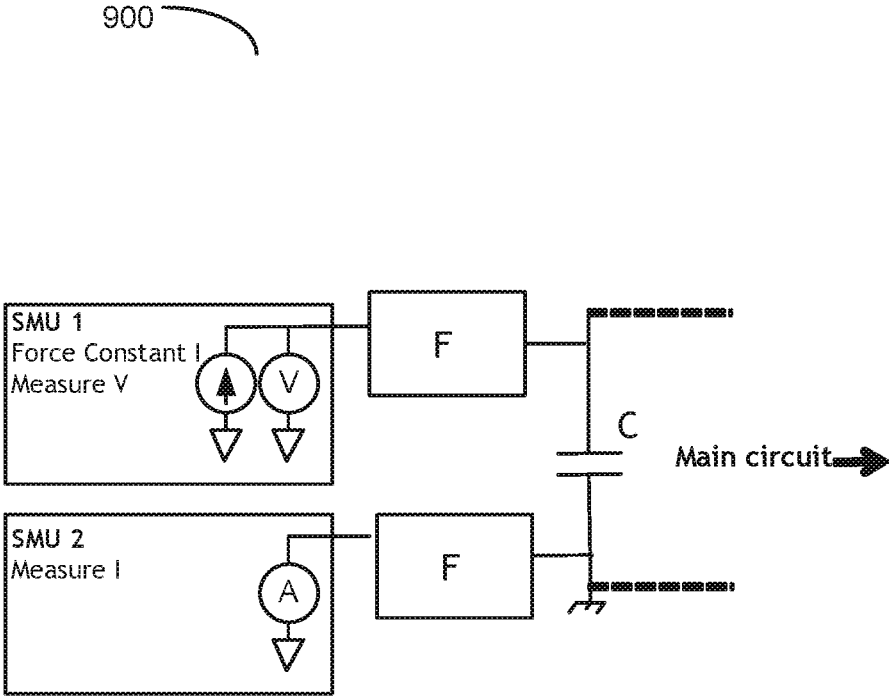 900
SMU 1
Force Constant I
Measure V
V
F
C
Main circuit
SMU 2
Measure I
A
F